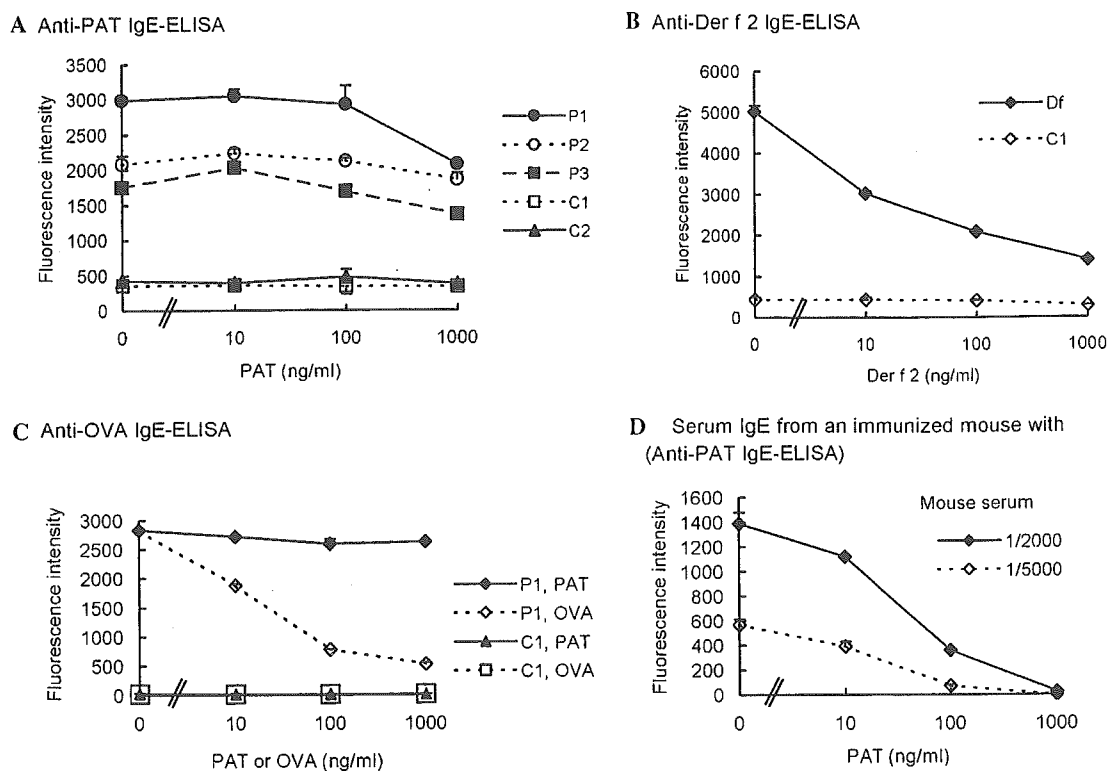 A Anti-PAT IgE-ELISA
3500
3000
2500
2000
1500
1000
500
0
Fluorescence intensity
0 10 100 1000
PAT (ng/ml)
P1
P2
P3
C1
C2
B Anti-Der f 2 IgE-ELISA
6000
5000
4000
3000
2000
1000
0
Fluorescence intensity
0 10 100 1000
Der f 2 (ng/ml)
Df
C1
C Anti-OVA IgE-ELISA
3000
2500
2000
1500
1000
500
0
Fluorescence intensity
0 10 100 1000
PAT or OVA (ng/ml)
P1, PAT
P1, OVA
C1, PAT
C1, OVA
D Serum IgE from an immunized mouse with
(Anti-PAT IgE-ELISA)
1600
1400
1200
1000
800
600
400
200
0
Fluorescence intensity
0 10 100 1000
PAT (ng/ml)
Mouse serum
1/2000
1/5000